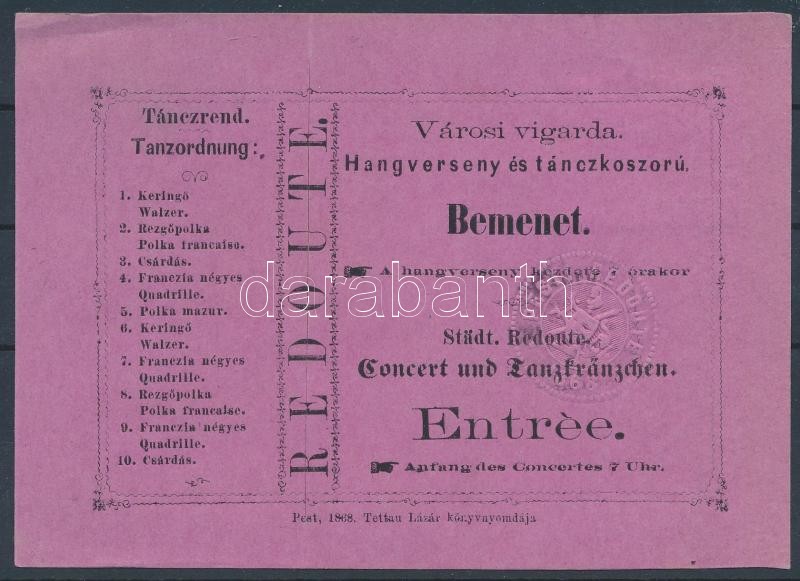 Tánczrend.
Tanzordnung:
1. Keringő
Walzer.
2. Rezgőpolka
Polka francaise.
3. Csárdás.
4. Franczia négyes
Quadrille.
5. Polka mazur.
6. Keringő
Walzer.
7. Franczia négyes
Quadrille.
8. Rezgőpolka
Polka francaise.
9. Franczia négyes
Quadrille.
10. Csárdás.
REDOUTE.
Városi vigarda.
Hangverseny és tánczkoszorú.
Bemenet.
☛ A hangverseny kezdete 7 órakor
Städt. Redoute.
Concert und Tanzkränzchen.
Entrèe.
☛ Anfang des Concertes 7 Uhr.
Pest, 1868. Tettau Lázár könyvnyomdája
darabanth